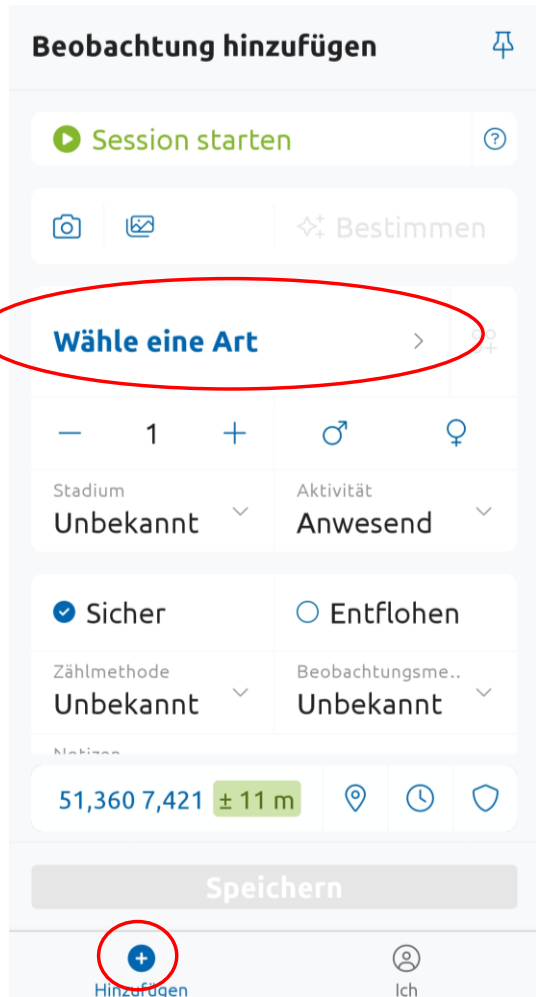 Beobachtung hinzufügen
Session starten
Bestimmen
Wähle eine Art
1
Stadium
Aktivität
Unbekannt
Anwesend
Sicher
Entflohen
Zählmethode
Beobachtungsme..
Unbekannt
Unbekannt
Notizen
51,360 7,421 ± 11 m
Speichern
Hinzufügen
Ich